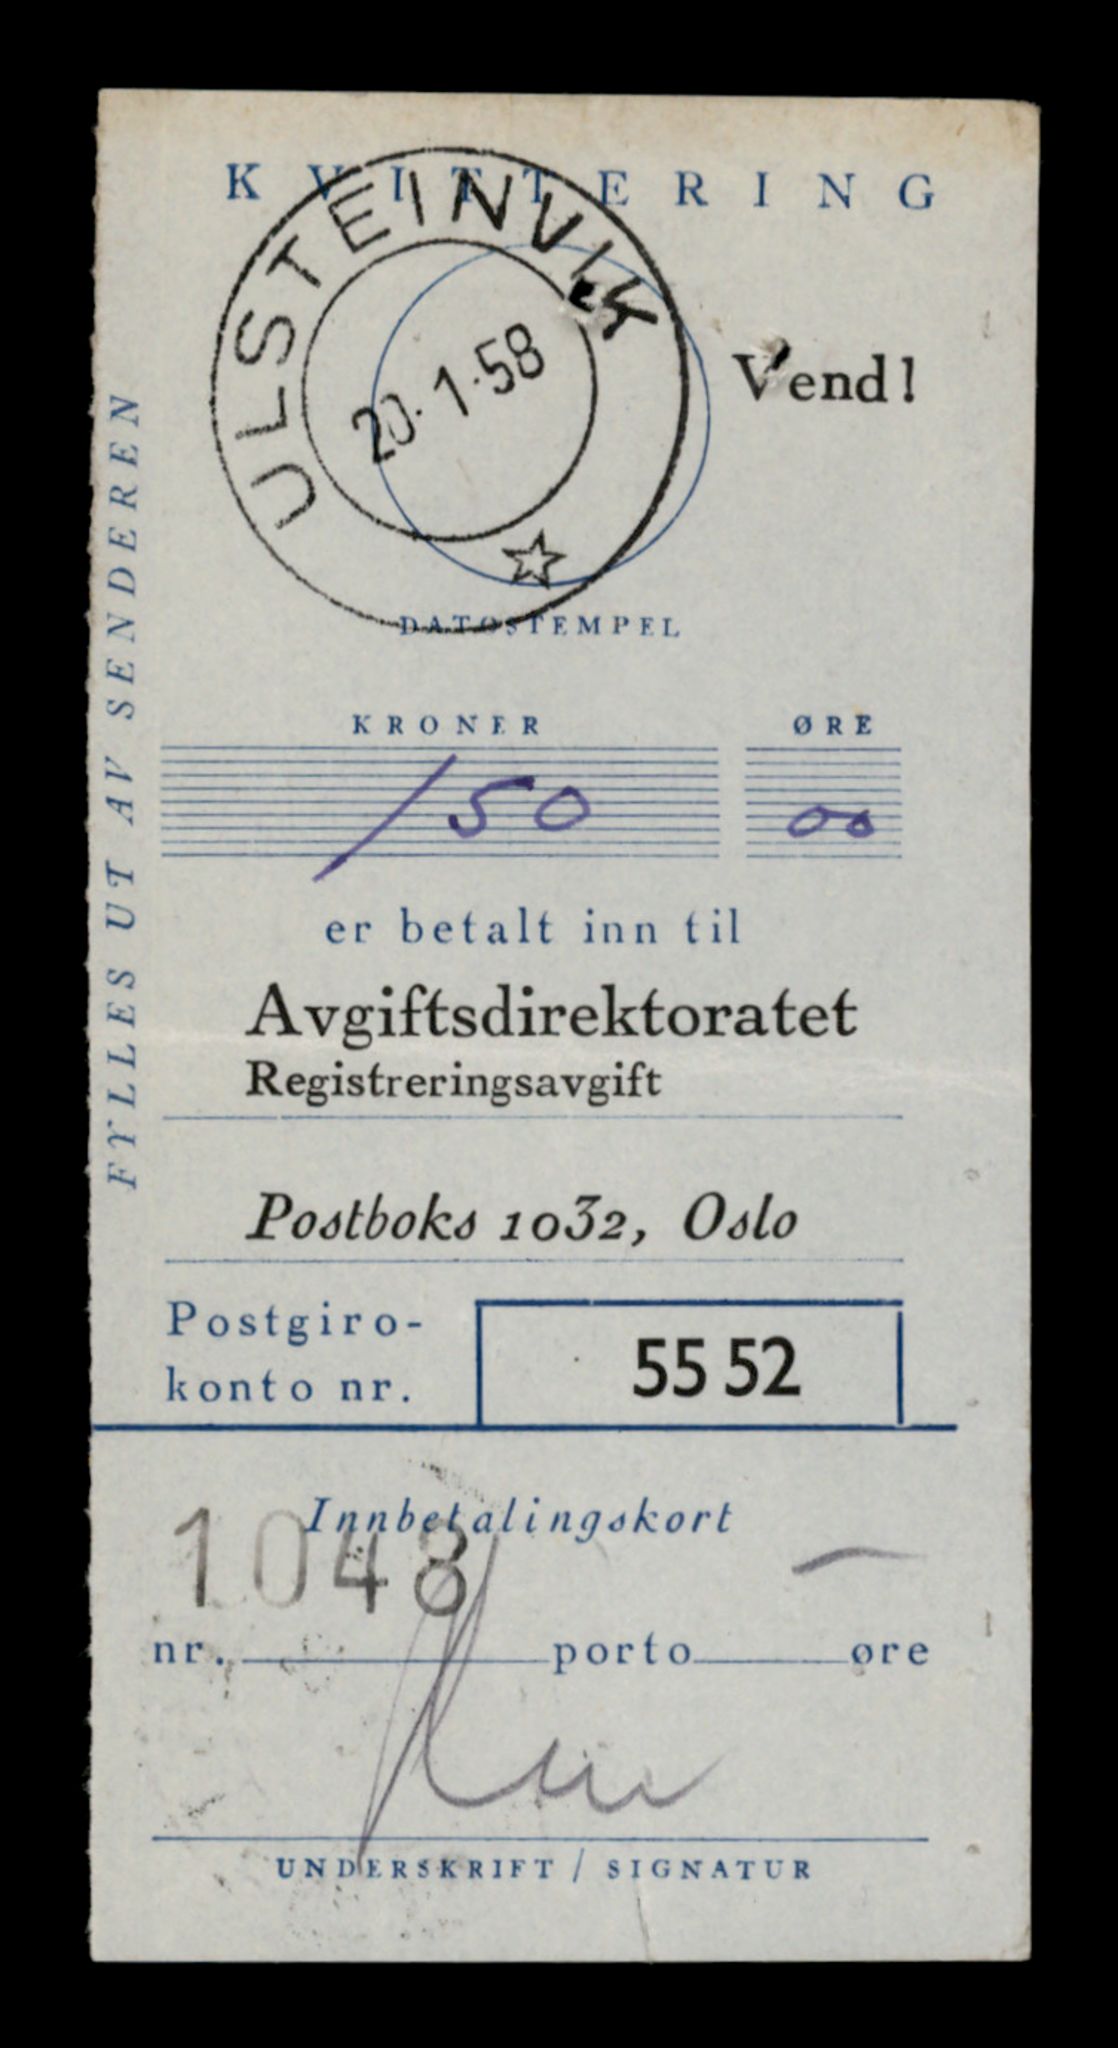 KVITTERING
ULSTEINVIK
20.1.58
Vend!
DATOSTEMPEL
FYLLES UT AV SENDEREN
KRONER ØRE
150 00
er betalt inn til
Avgiftsdirektoratet
Registreringsavgift
Postboks 1032, Oslo
Postgiro-
konto nr.
55 52
Innbetalingskort
1048
nr. porto øre
UNDERSKRIFT / SIGNATUR